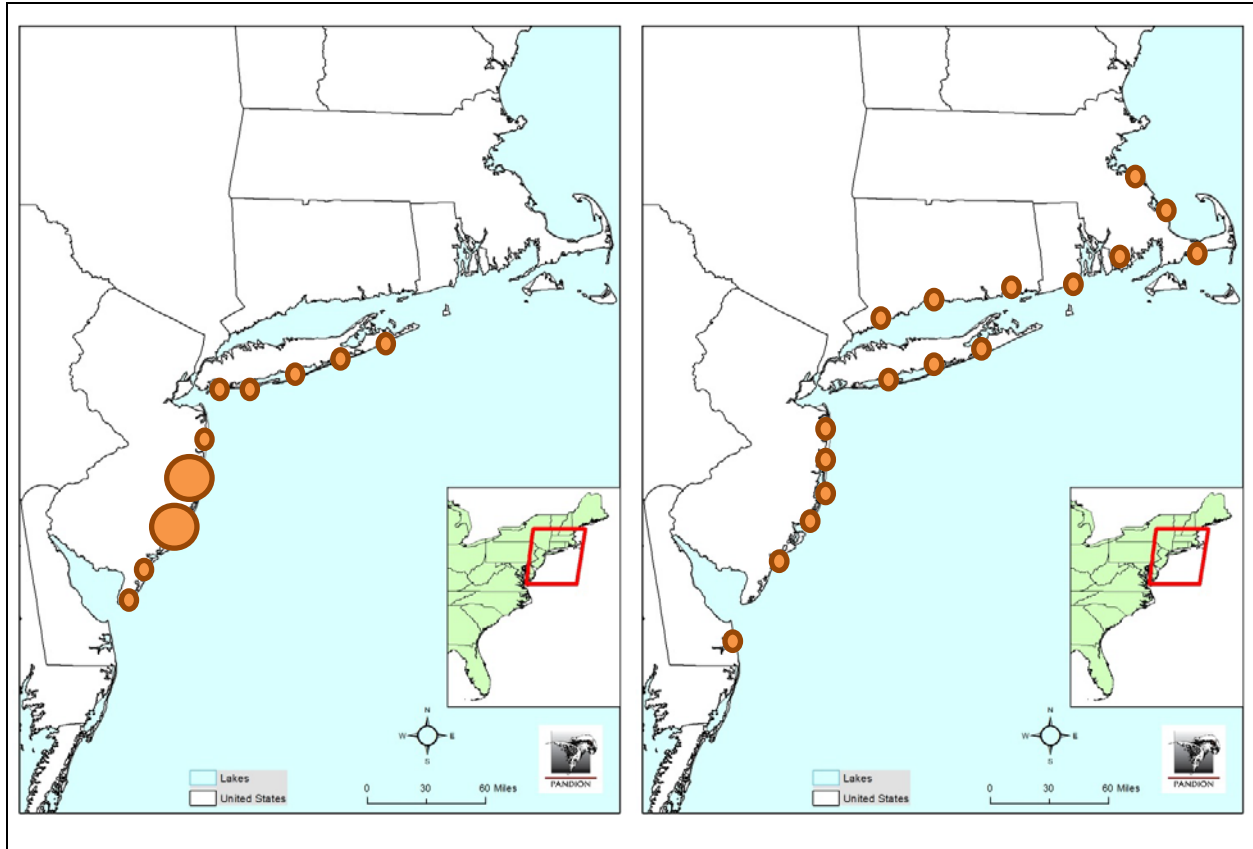 N
W E
S
Lakes
United States
0 30 60 Miles
PANDION
N
W E
S
Lakes
United States
0 30 60 Miles
PANDION